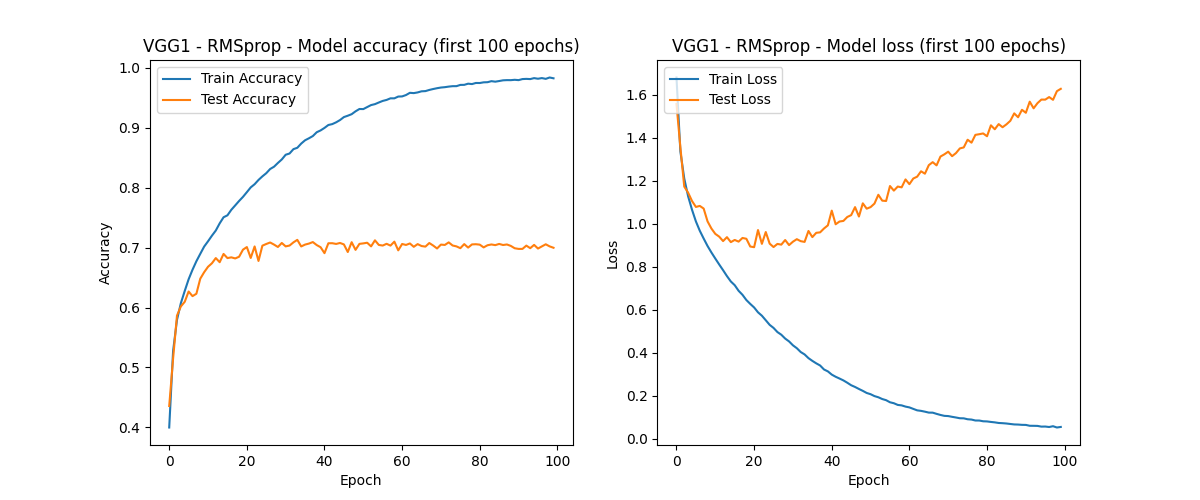 VGG1 - RMSprop - Model accuracy (first 100 epochs)
Train Accuracy
Test Accuracy
1.0
0.9
0.8
0.7
0.6
0.5
0.4
Accuracy
0 20 40 60 80 100
Epoch
VGG1 - RMSprop - Model loss (first 100 epochs)
Train Loss
Test Loss
1.6
1.4
1.2
1.0
0.8
0.6
0.4
0.2
0.0
Loss
0 20 40 60 80 100
Epoch